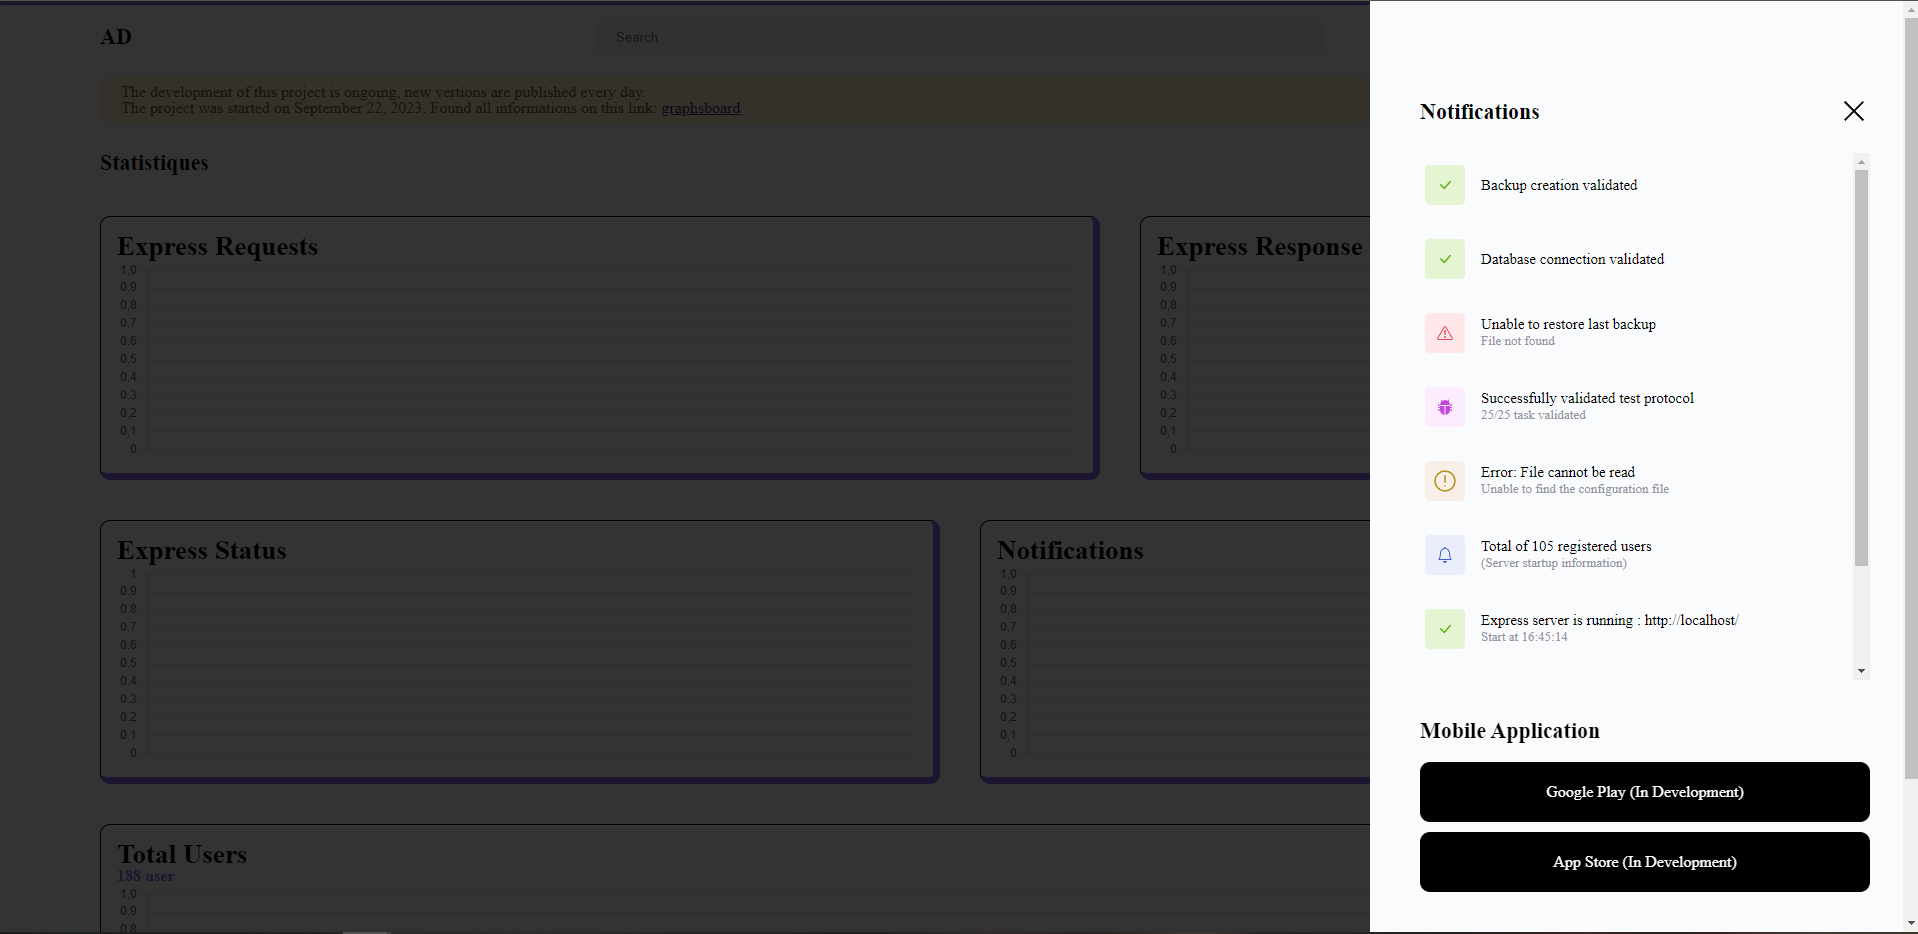 AD
Search
The development of this project is ongoing, new vertions are published every day.
The project was started on September 22, 2023. Found all informations on this link: graphsboard
Statistiques
Express Requests
1,0
0,9
0,8
0,7
0,6
0,5
0,4
0,3
0,2
0,1
0
Express Response
1,0
0,9
0,8
0,7
0,6
0,5
0,4
0,3
0,2
0,1
0
Express Status
1
0.9
0.8
0.7
0.6
0.5
0.4
0.3
0.2
0.1
0
Notifications
1,0
0,9
0,8
0,7
0,6
0,5
0,4
0,3
0,2
0,1
0
Total Users
188 user
1,0
0,9
0,8
Notifications
Backup creation validated
Database connection validated
Unable to restore last backup
File not found
Successfully validated test protocol
25/25 task validated
Error: File cannot be read
Unable to find the configuration file
Total of 105 registered users
(Server startup information)
Express server is running : http://localhost/
Start at 16:45:14
Mobile Application
Google Play (In Development)
App Store (In Development)